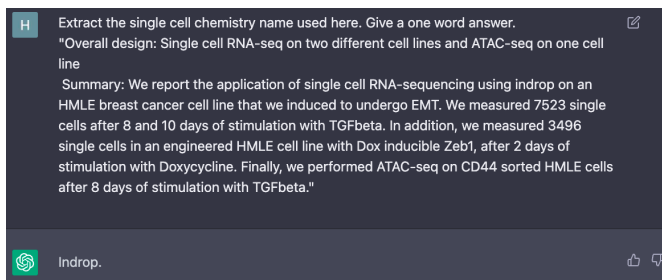 H
Extract the single cell chemistry name used here. Give a one word answer.
"Overall design: Single cell RNA-seq on two different cell lines and ATAC-seq on one cell
line
Summary: We report the application of single cell RNA-sequencing using indrop on an
HMLE breast cancer cell line that we induced to undergo EMT. We measured 7523 single
cells after 8 and 10 days of stimulation with TGFbeta. In addition, we measured 3496
single cells in an engineered HMLE cell line with Dox inducible Zeb1, after 2 days of
stimulation with Doxycycline. Finally, we performed ATAC-seq on CD44 sorted HMLE cells
after 8 days of stimulation with TGFbeta."
Indrop.